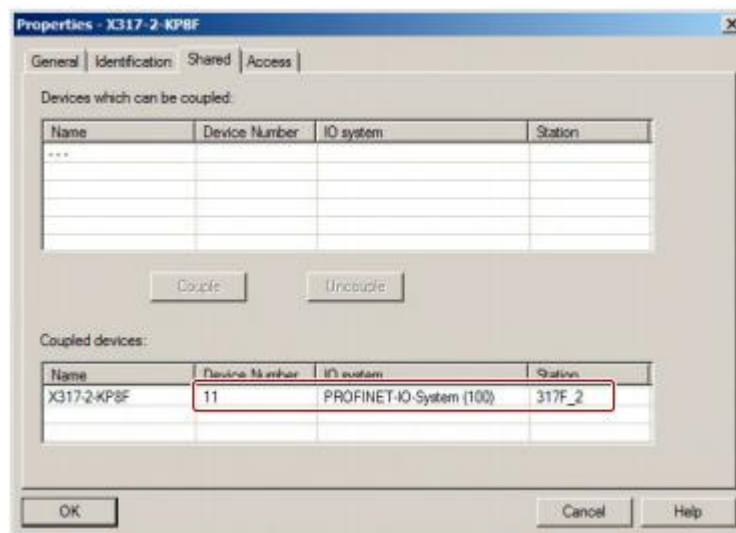 Properties - X317-2-KP8F
General Identification Shared Access
Devices which can be coupled:
Name Device Number IO system Station
---
Couple Uncouple
Coupled devices:
Name Device Number IO system Station
X317-2-KP8F 11 PROFINET-IO-System (100) 317F_2
OK Cancel Help